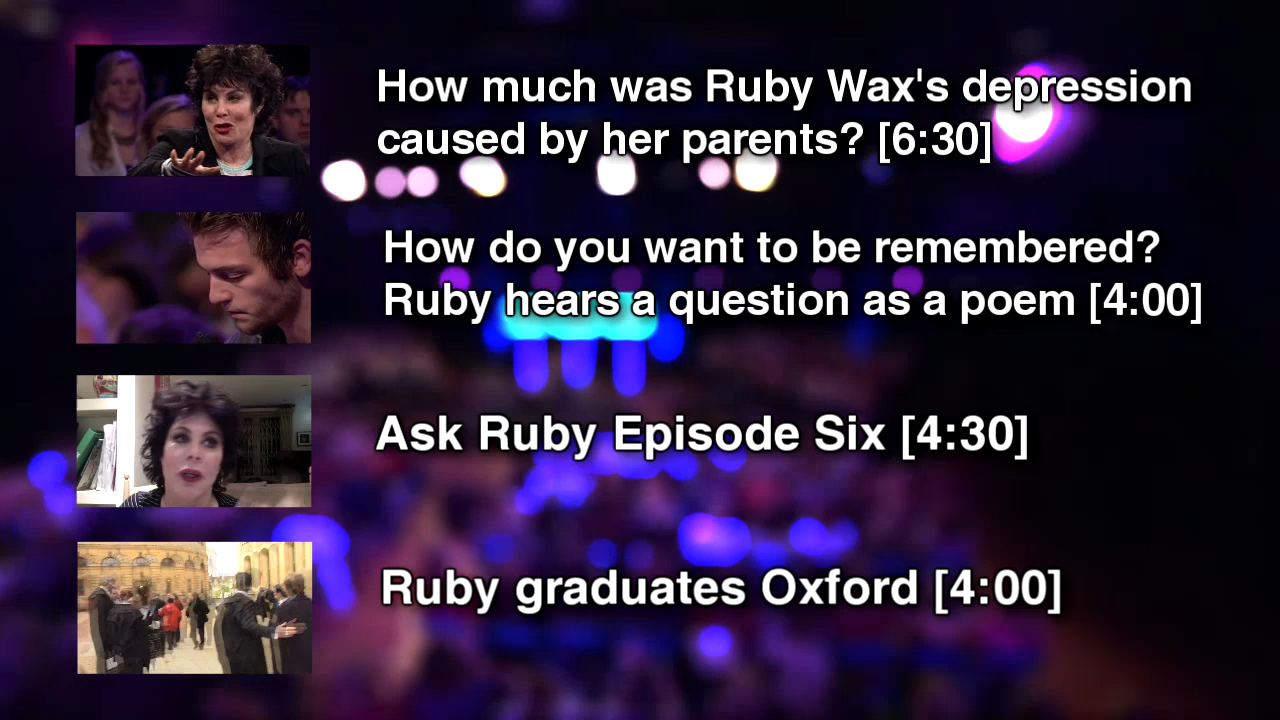 How much was Ruby Wax's depression
caused by her parents? [6:30]
How do you want to be remembered?
Ruby hears a question as a poem [4:00]
Ask Ruby Episode Six [4:30]
Ruby graduates Oxford [4:00]